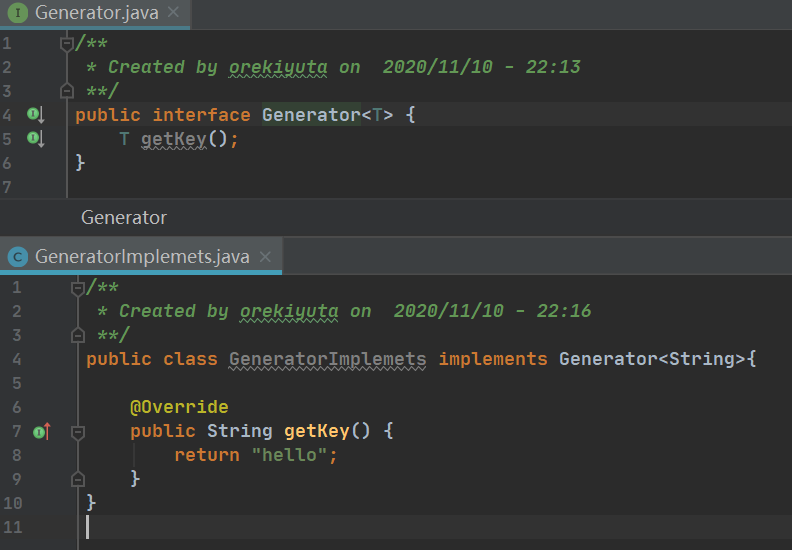 Generator.java
1 /**
2 * Created by orekiyuta on 2020/11/10 - 22:13
3 **/
4 public interface Generator<T> {
5 T getKey();
6 }
7
Generator
GeneratorImplemets.java
1 /**
2 * Created by orekiyuta on 2020/11/10 - 22:16
3 **/
4 public class GeneratorImplemets implements Generator<String>{
5
6 @Override
7 public String getKey() {
8 return "hello";
9 }
10 }
11